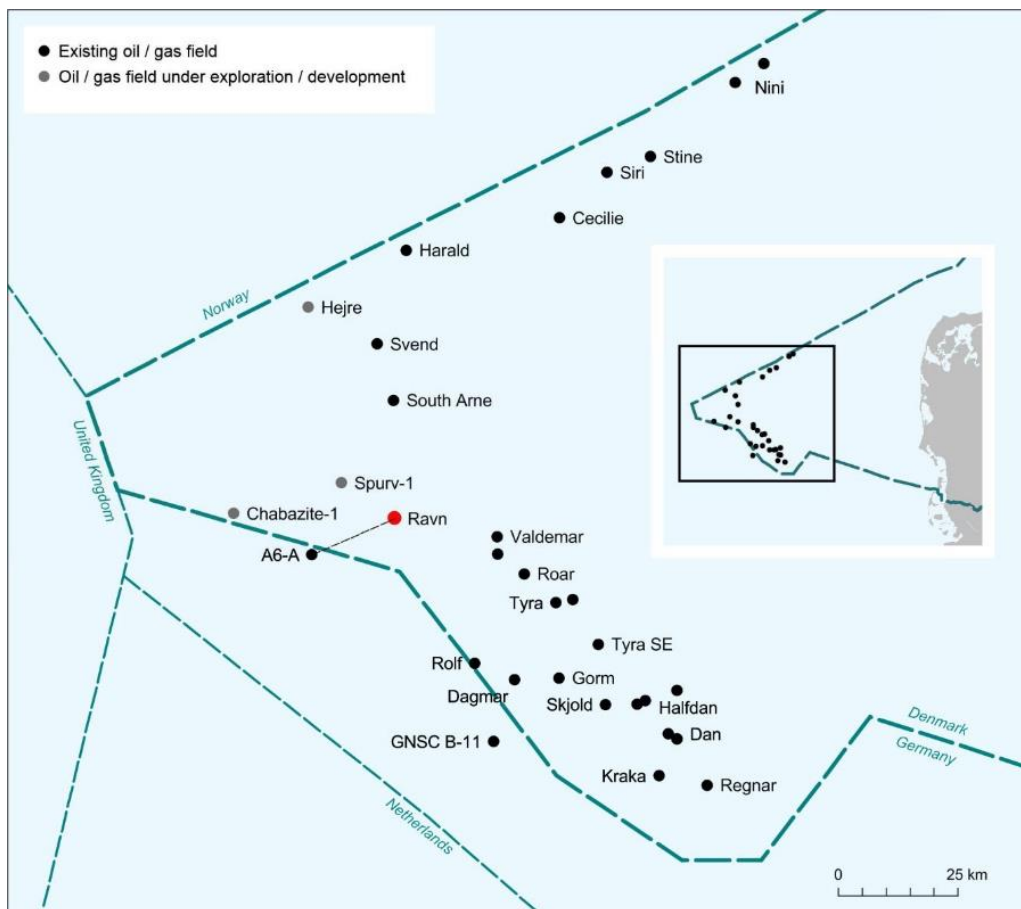 Existing oil / gas field
Oil / gas field under exploration / development
Nini
Stine
Siri
Cecilie
Harald
Norway
Hejre
Svend
South Arne
United Kingdom
Spurv-1
Chabazite-1
Ravn
A6-A
Valdemar
Roar
Tyra
Tyra SE
Rolf
Gorm
Dagmar
Skjold
Halfdan
Denmark
Dan
GNSC B-11
Germany
Kraka
Regnar
Netherlands
0 25 km